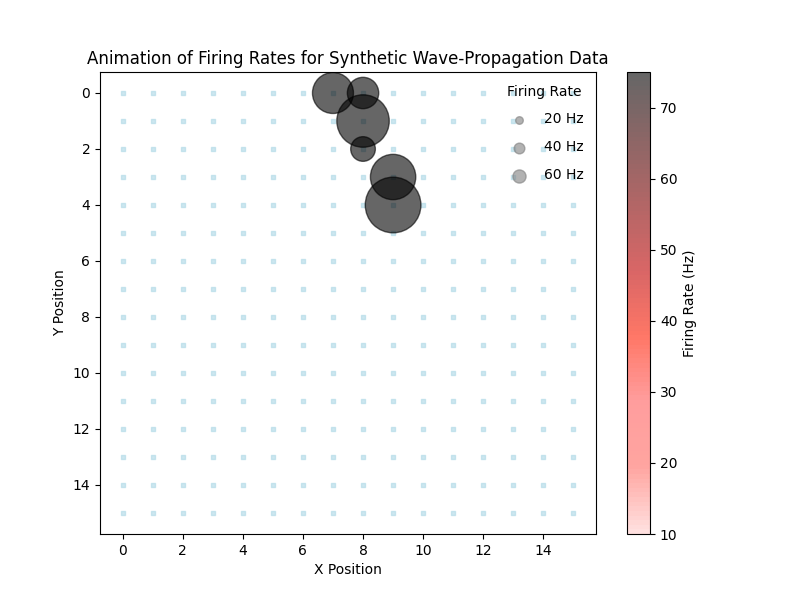 Animation of Firing Rates for Synthetic Wave-Propagation Data
Firing Rate
20 Hz
40 Hz
60 Hz
0
2
4
6
8
10
12
14
Y Position
0 2 4 6 8 10 12 14
X Position
70
60
50
40
30
20
10
Firing Rate (Hz)